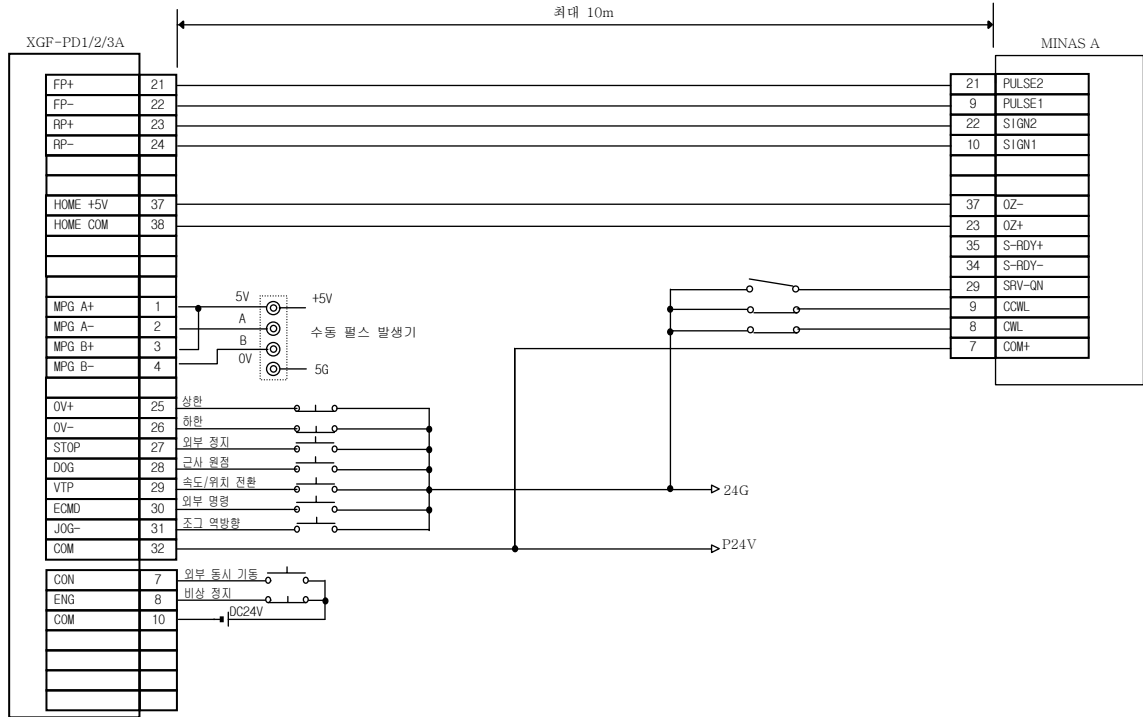 최대 10m
XGF-PD1/2/3A
MINAS A
FP+ 21
FP- 22
RP+ 23
RP- 24
HOME +5V 37
HOME COM 38
MPG A+ 1
MPG A- 2
MPG B+ 3
MPG B- 4
5V
A
B
0V
+5V
수동 펄스 발생기
5G
OV+ 25 상한
OV- 26 하한
STOP 27 외부 정지
DOG 28 근사 원점
VTP 29 속도/위치 전환
ECMD 30 외부 명령
JOG- 31 조그 역방향
COM 32
CON 7 외부 동시 기동
ENG 8 비상 정지
COM 10 DC24V
21 PULSE2
9 PULSE1
22 SIGN2
10 SIGN1
37 OZ-
23 OZ+
35 S-RDY+
34 S-RDY-
29 SRV-QN
9 CCWL
8 CWL
7 COM+
24G
P24V